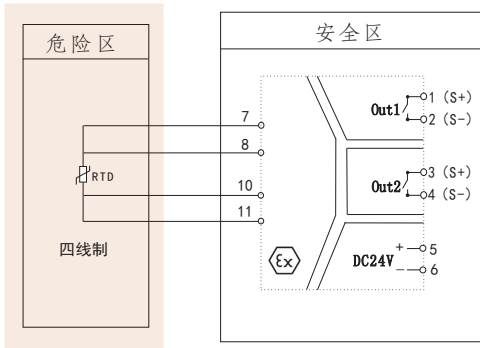 危险区
安全区
7
8
10
11
RTD
四线制
Out1
1 (S+)
2 (S-)
Out2
3 (S+)
4 (S-)
εx
DC24V
+ 5
- 6